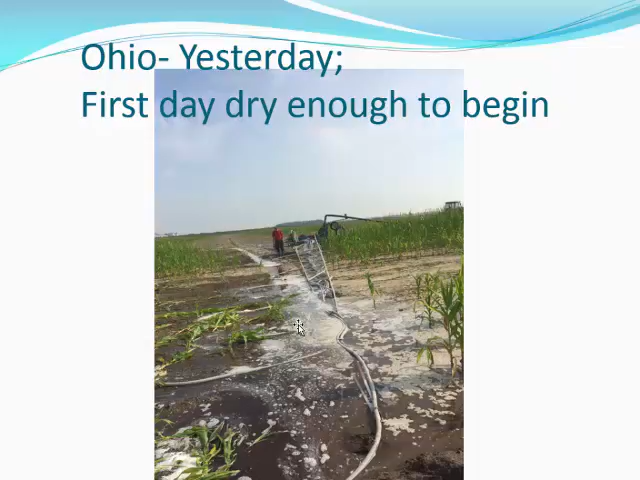 Ohio- Yesterday;
First day dry enough to begin